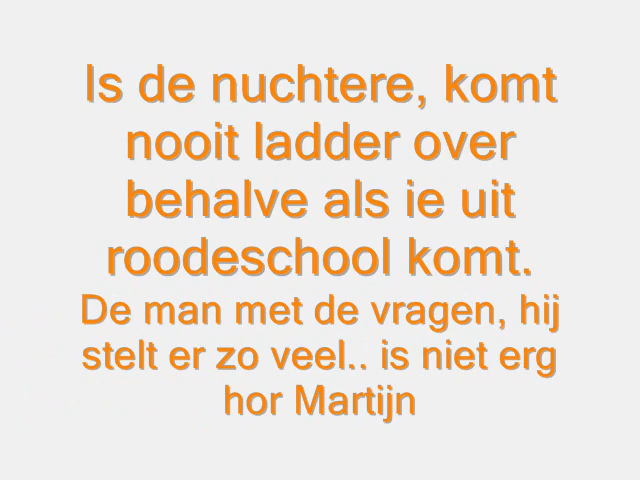 Is de nuchtere, komt
nooit ladder over
behalve als ie uit
roodeschool komt.
De man met de vragen, hij
stelt er zo veel.. is niet erg
hor Martijn